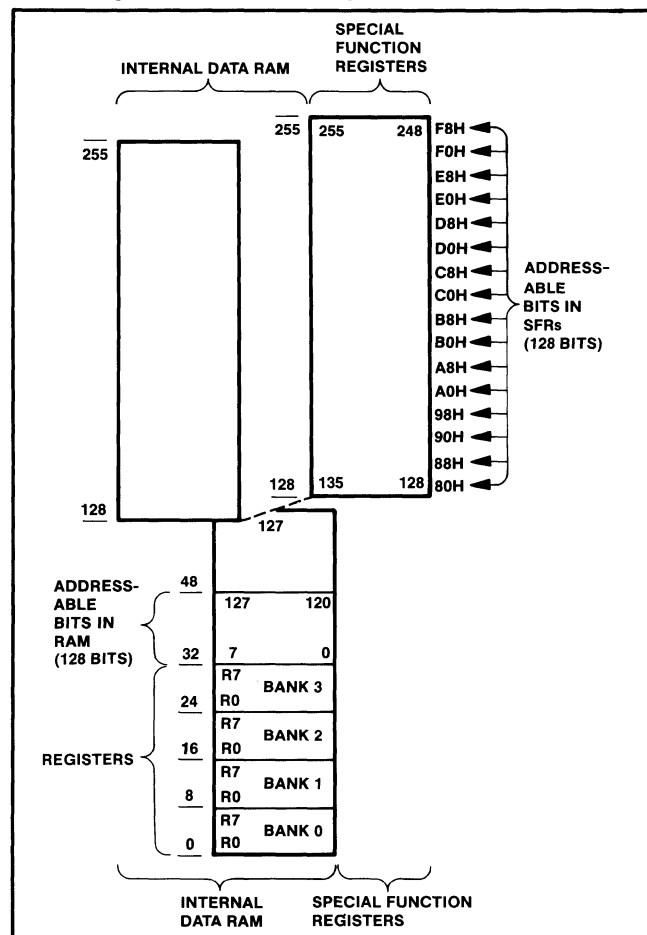 SPECIAL
FUNCTION
REGISTERS
INTERNAL DATA RAM
255
255
255 248
F8H
F0H
E8H
E0H
D8H
D0H
C8H
C0H
B8H
B0H
A8H
A0H
98H
90H
88H
80H
ADDRESS-
ABLE
BITS IN
SFRs
(128 BITS)
128
135 128
128
127
48
ADDRESS-
ABLE
BITS IN
RAM
(128 BITS)
127 120
32
7 0
R7
BANK 3
R0
24
R7
BANK 2
R0
16
REGISTERS
R7
BANK 1
R0
8
R7
BANK 0
R0
0
INTERNAL
DATA RAM
SPECIAL FUNCTION
REGISTERS